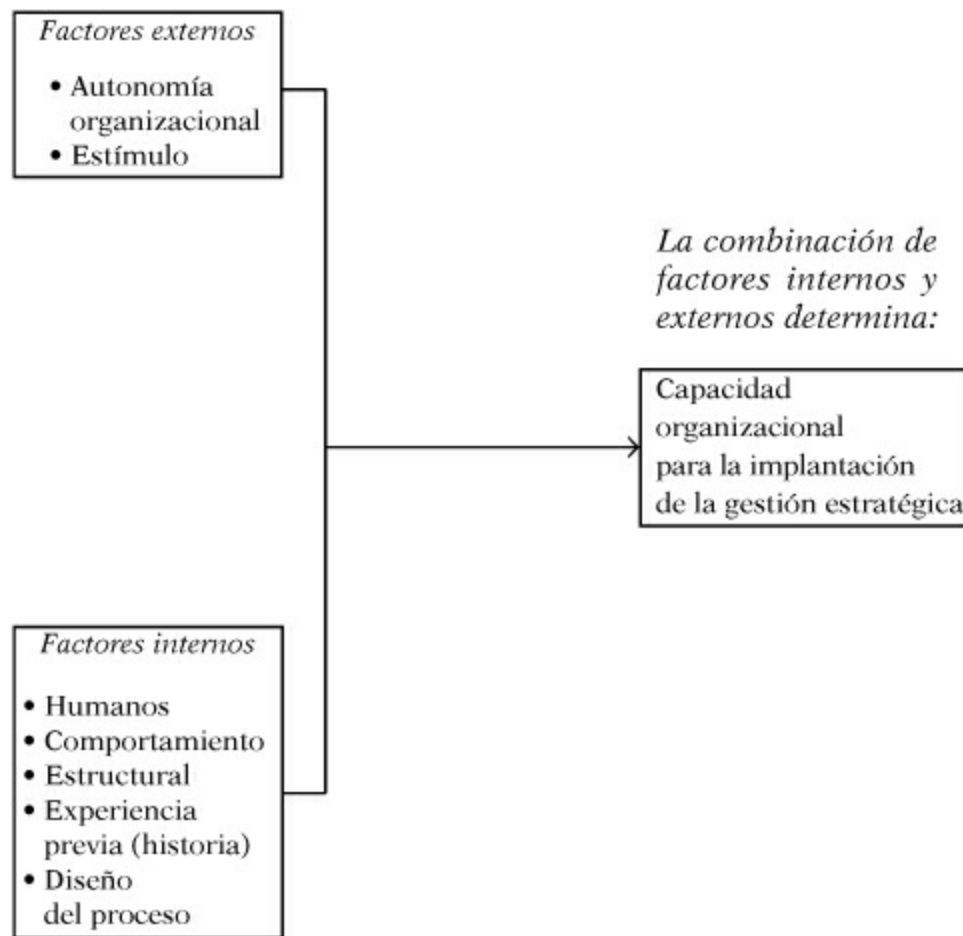 Factores externos
• Autonomía
organizacional
• Estímulo
La combinación de
factores internos y
externos determina:
Capacidad
organizacional
para la implantación
de la gestión estratégica
Factores internos
• Humanos
• Comportamiento
• Estructural
• Experiencia
previa (historia)
• Diseño
del proceso